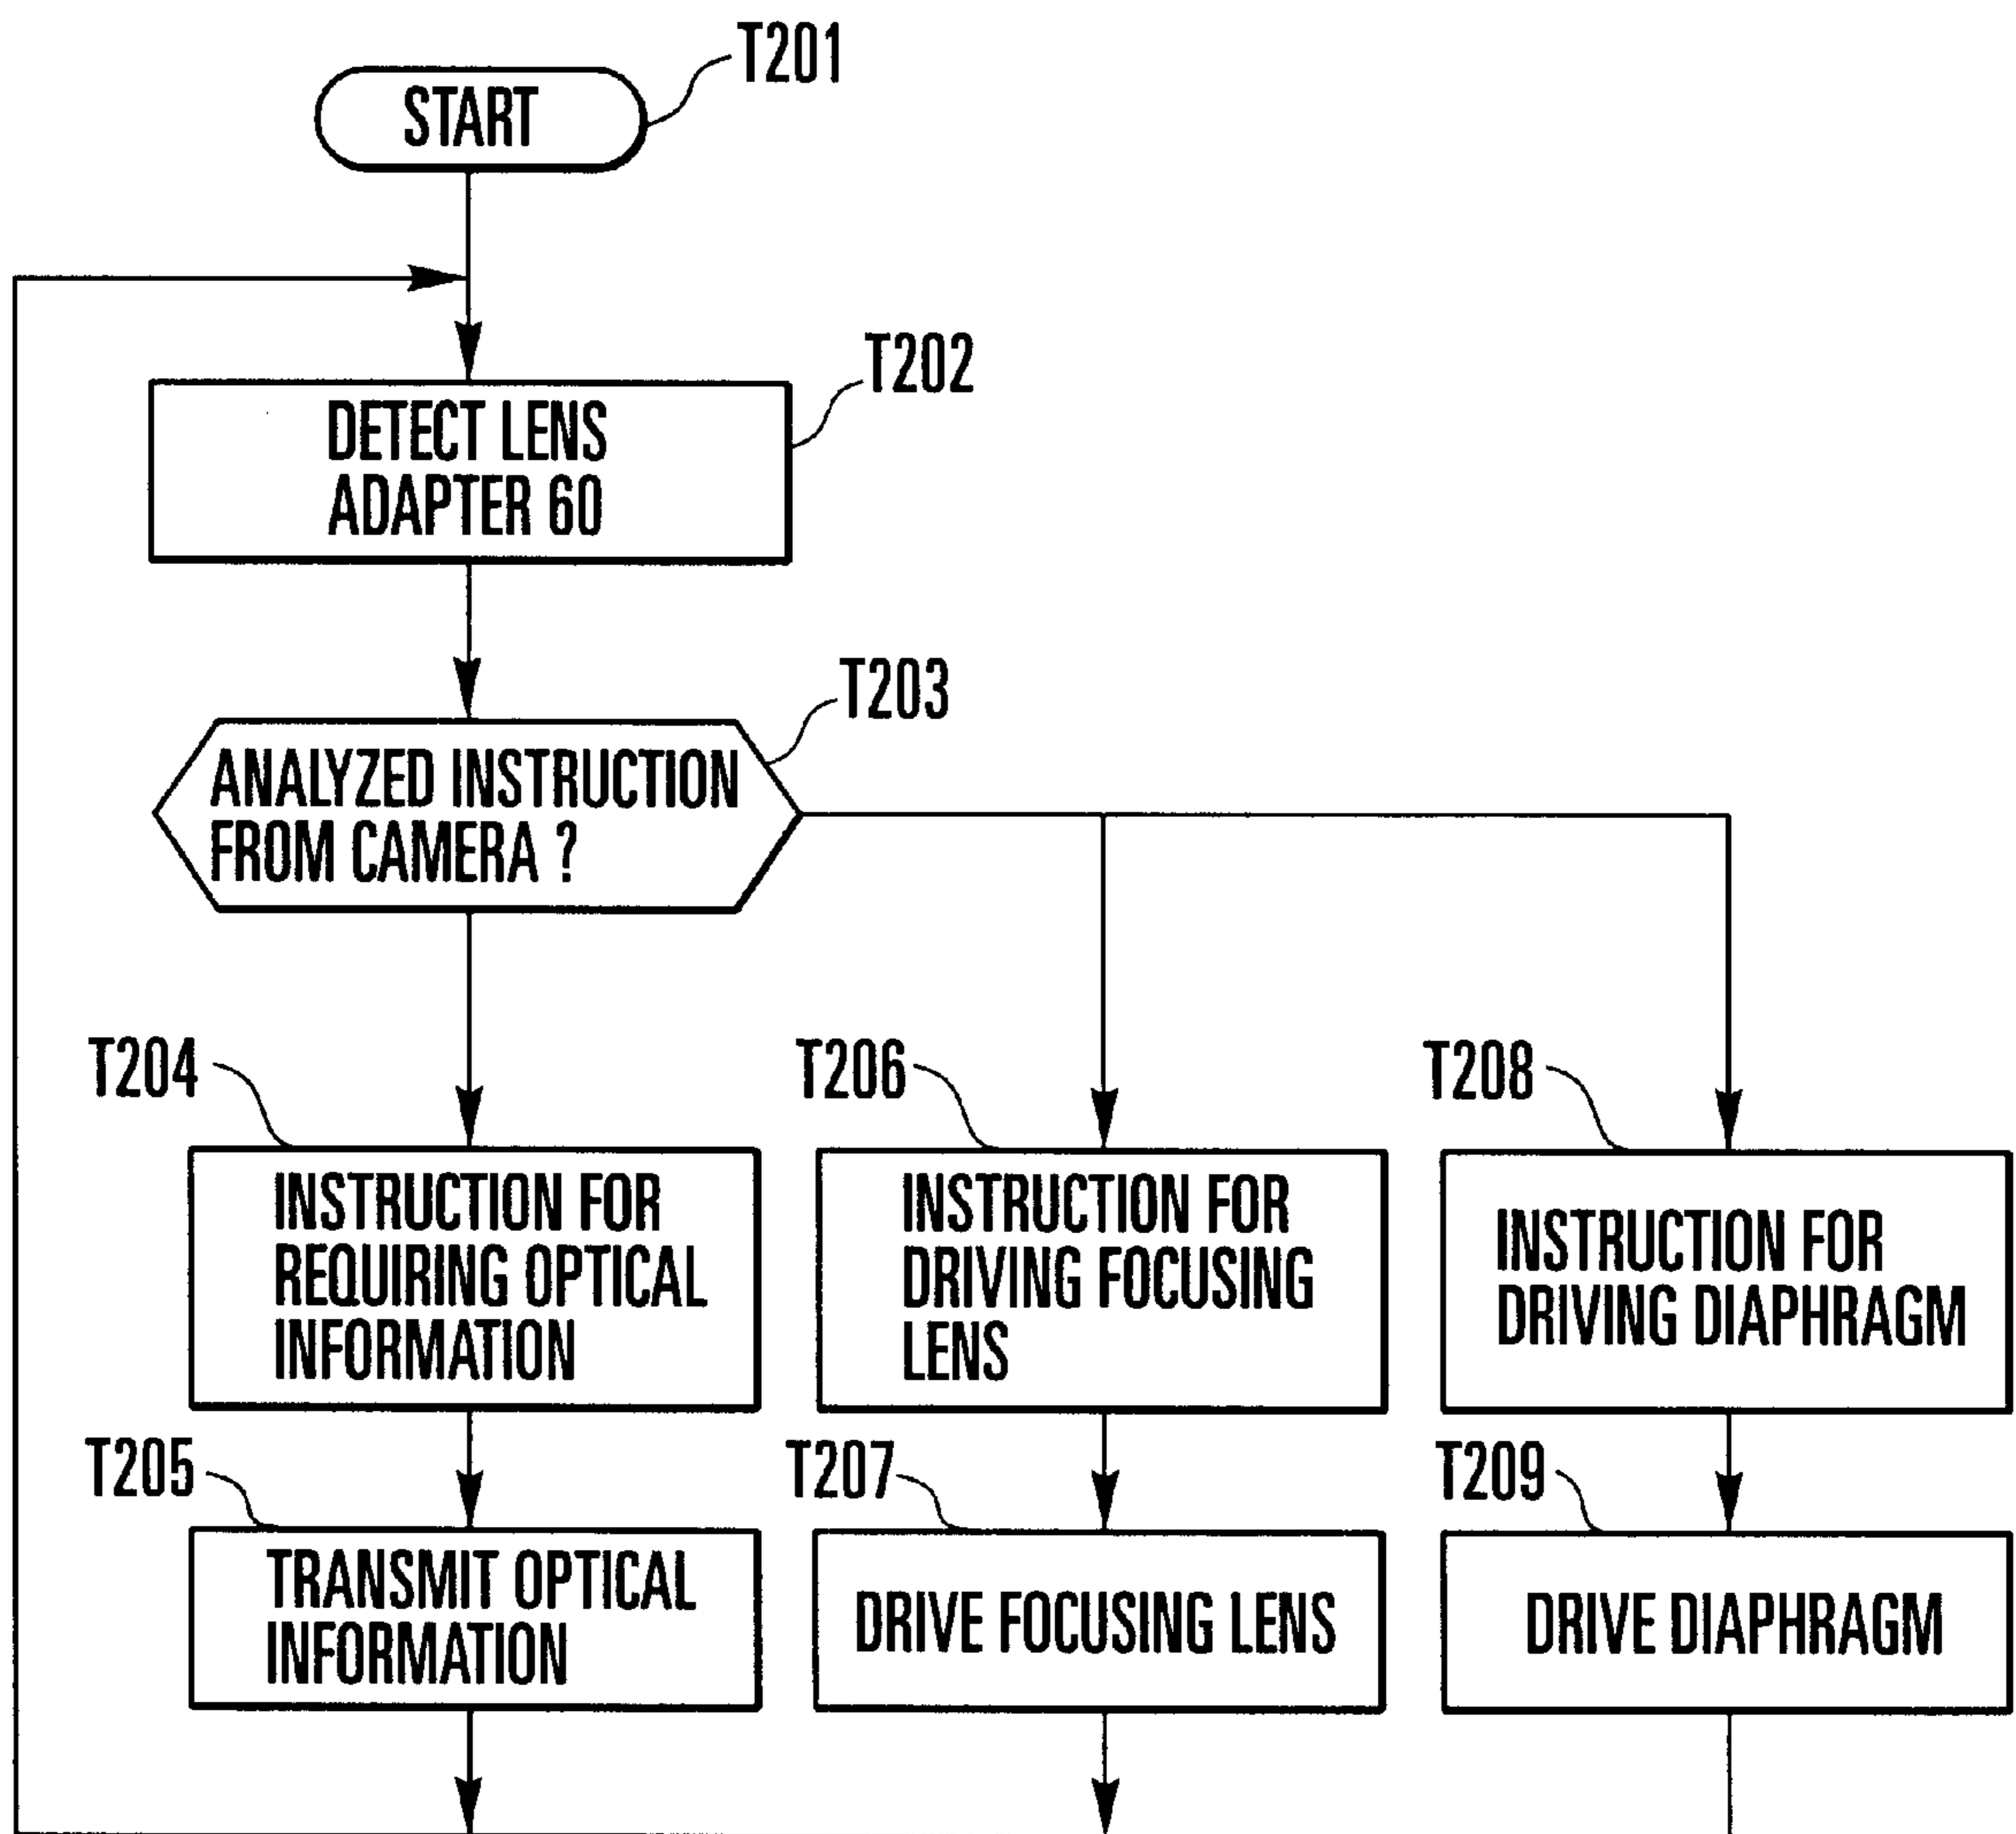 T201
START
T202
DETECT LENS
ADAPTER 60
T203
ANALYZED INSTRUCTION
FROM CAMERA ?
T204
INSTRUCTION FOR
REQUIRING OPTICAL
INFORMATION
T206
INSTRUCTION FOR
DRIVING FOCUSING
LENS
T208
INSTRUCTION FOR
DRIVING DIAPHRAGM
T205
TRANSMIT OPTICAL
INFORMATION
T207
DRIVE FOCUSING LENS
T209
DRIVE DIAPHRAGM